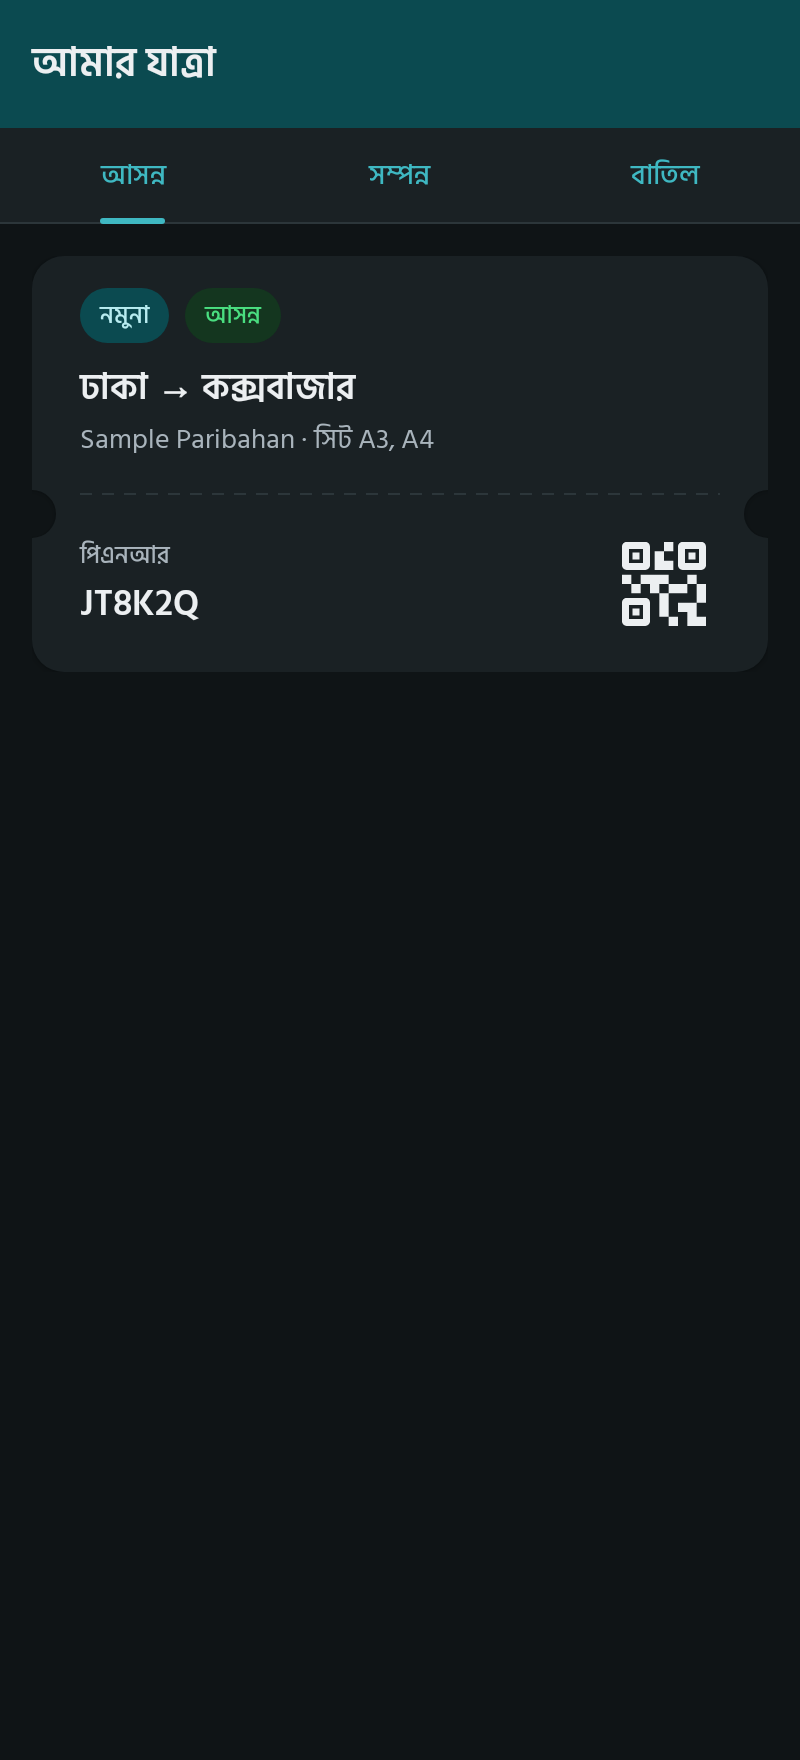 আমার যাত্রা
আসন্ন সম্পন্ন বাতিল
নমুনা আসন্ন
ঢাকা → কক্সবাজার
Sample Paribahan · সিট A3, A4
পিএনআর
JT8K2Q